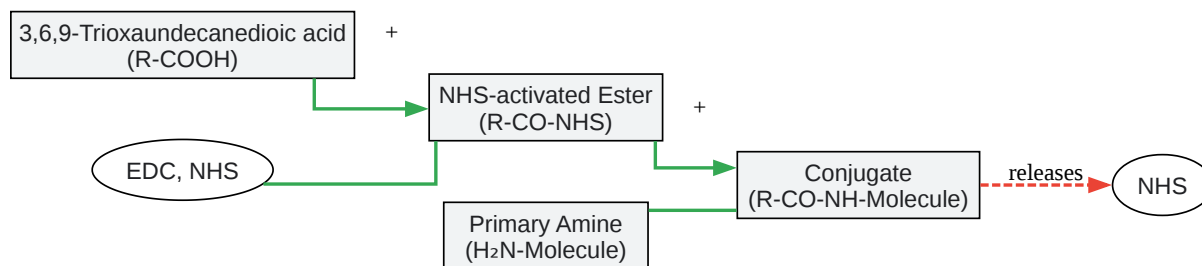 3,6,9-Trioxaundecanedioic acid
(R-COOH)
+
NHS-activated Ester
(R-CO-NHS)
+
EDC, NHS
Conjugate
(R-CO-NH-Molecule)
releases
NHS
Primary Amine
(H₂N-Molecule)